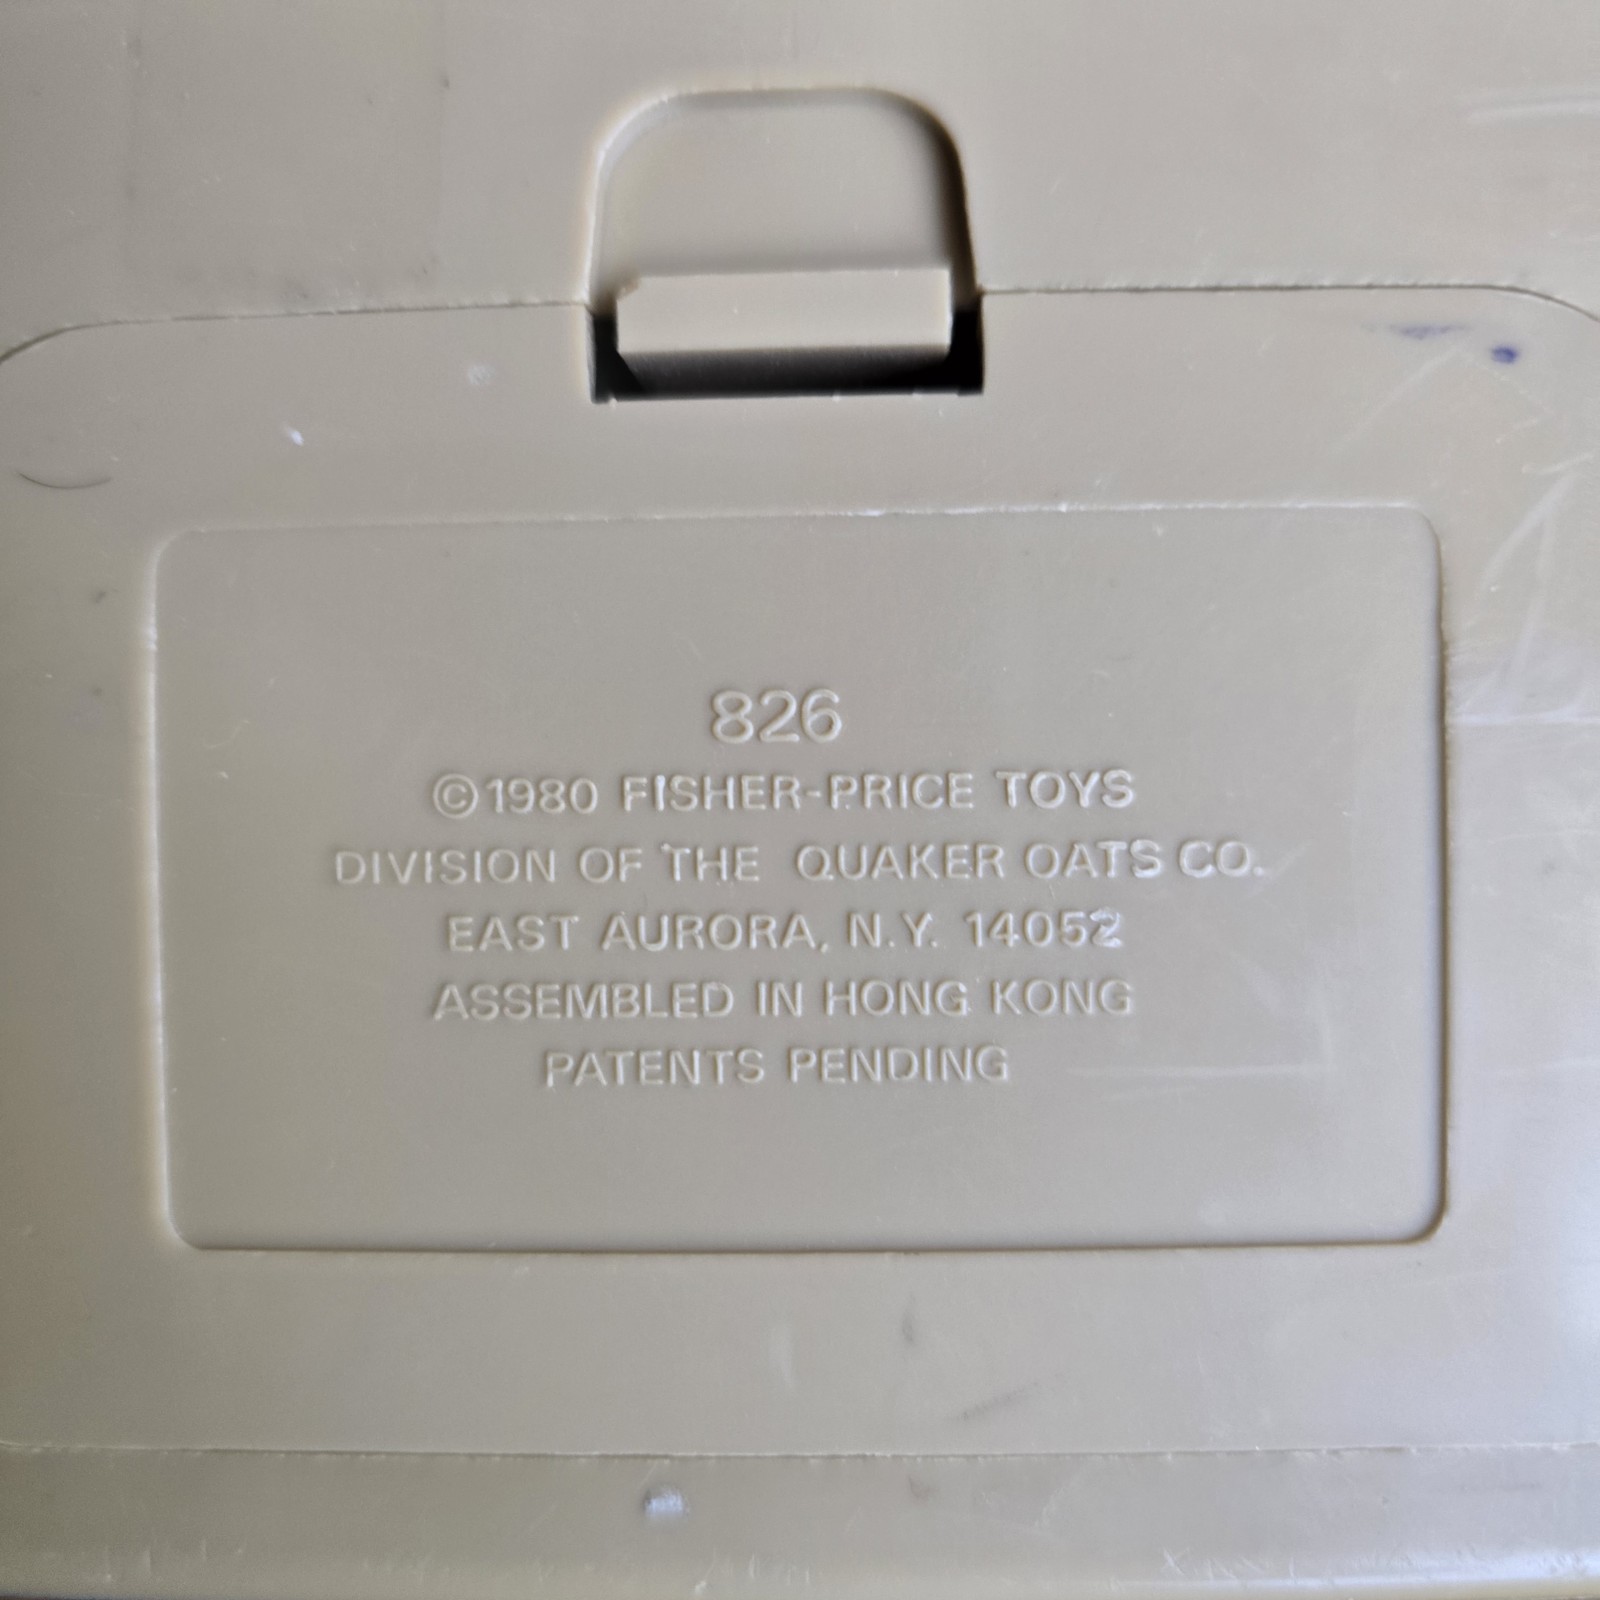 826
©1980 FISHER-PRICE TOYS
DIVISION OF THE QUAKER OATS CO.
EAST AURORA, N.Y. 14052
ASSEMBLED IN HONG KONG
PATENTS PENDING